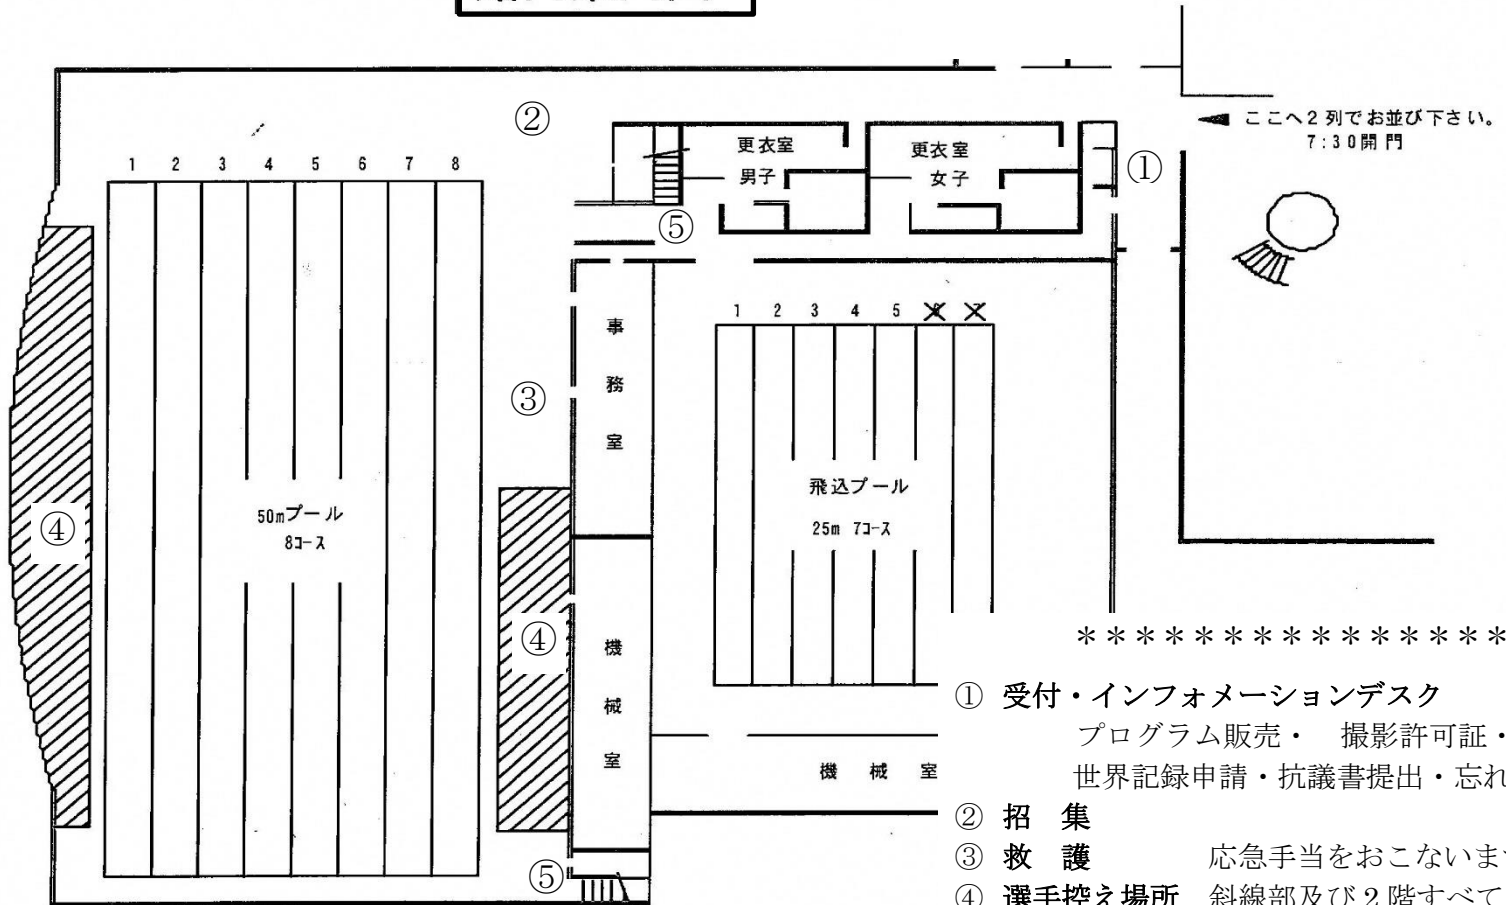 ここへ2列でお並び下さい。
7:30開門
②
更衣室
男子
更衣室
女子
①
1 2 3 4 5 6 7 8
⑤
1 2 3 4 5 6 7
事務室
③
飛込プール
25m 7コース
50mプール
8コース
④
④
機械室
機械室
⑤
***************
① 受付・インフォメーションデスク
プログラム販売・ 撮影許可証・
世界記録申請・抗議書提出・忘れ
② 招 集
③ 救 護 応急手当をおこないます
④ 選手控え場所 斜線部及び2階すべて